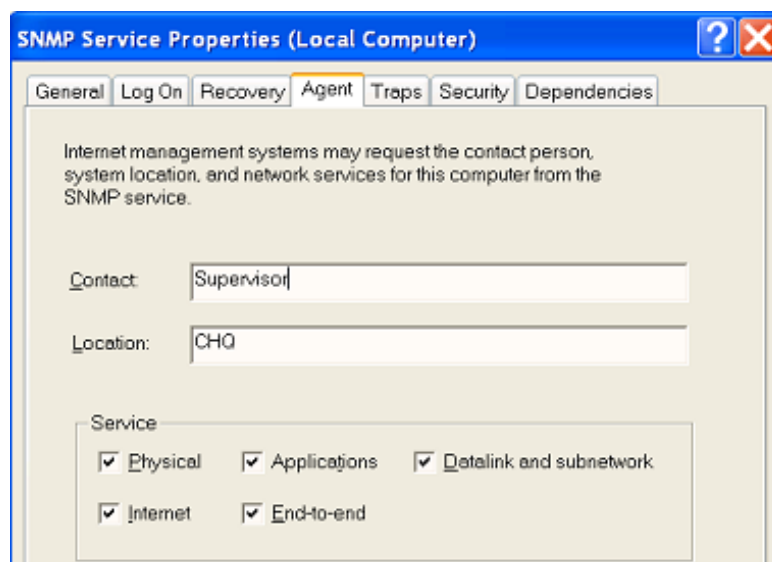 SNMP Service Properties (Local Computer)
General Log On Recovery Agent Traps Security Dependencies
Internet management systems may request the contact person,
system location, and network services for this computer from the
SNMP service.
Contact: Supervisor
Location: CHQ
Service
Physical Applications Datalink and subnetwork
Internet End-to-end